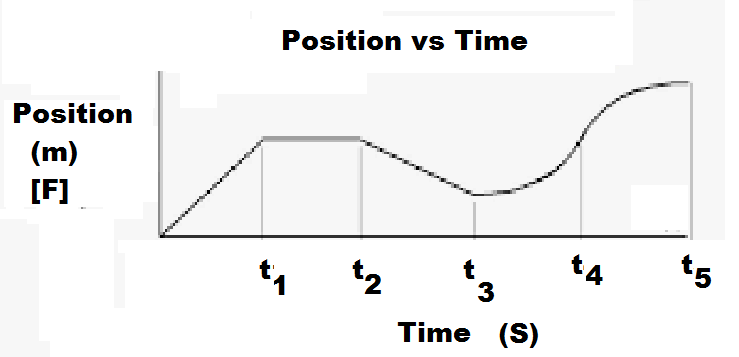 Position vs Time
Position
(m)
[F]
t1
t2
t3
t4
t5
Time (S)